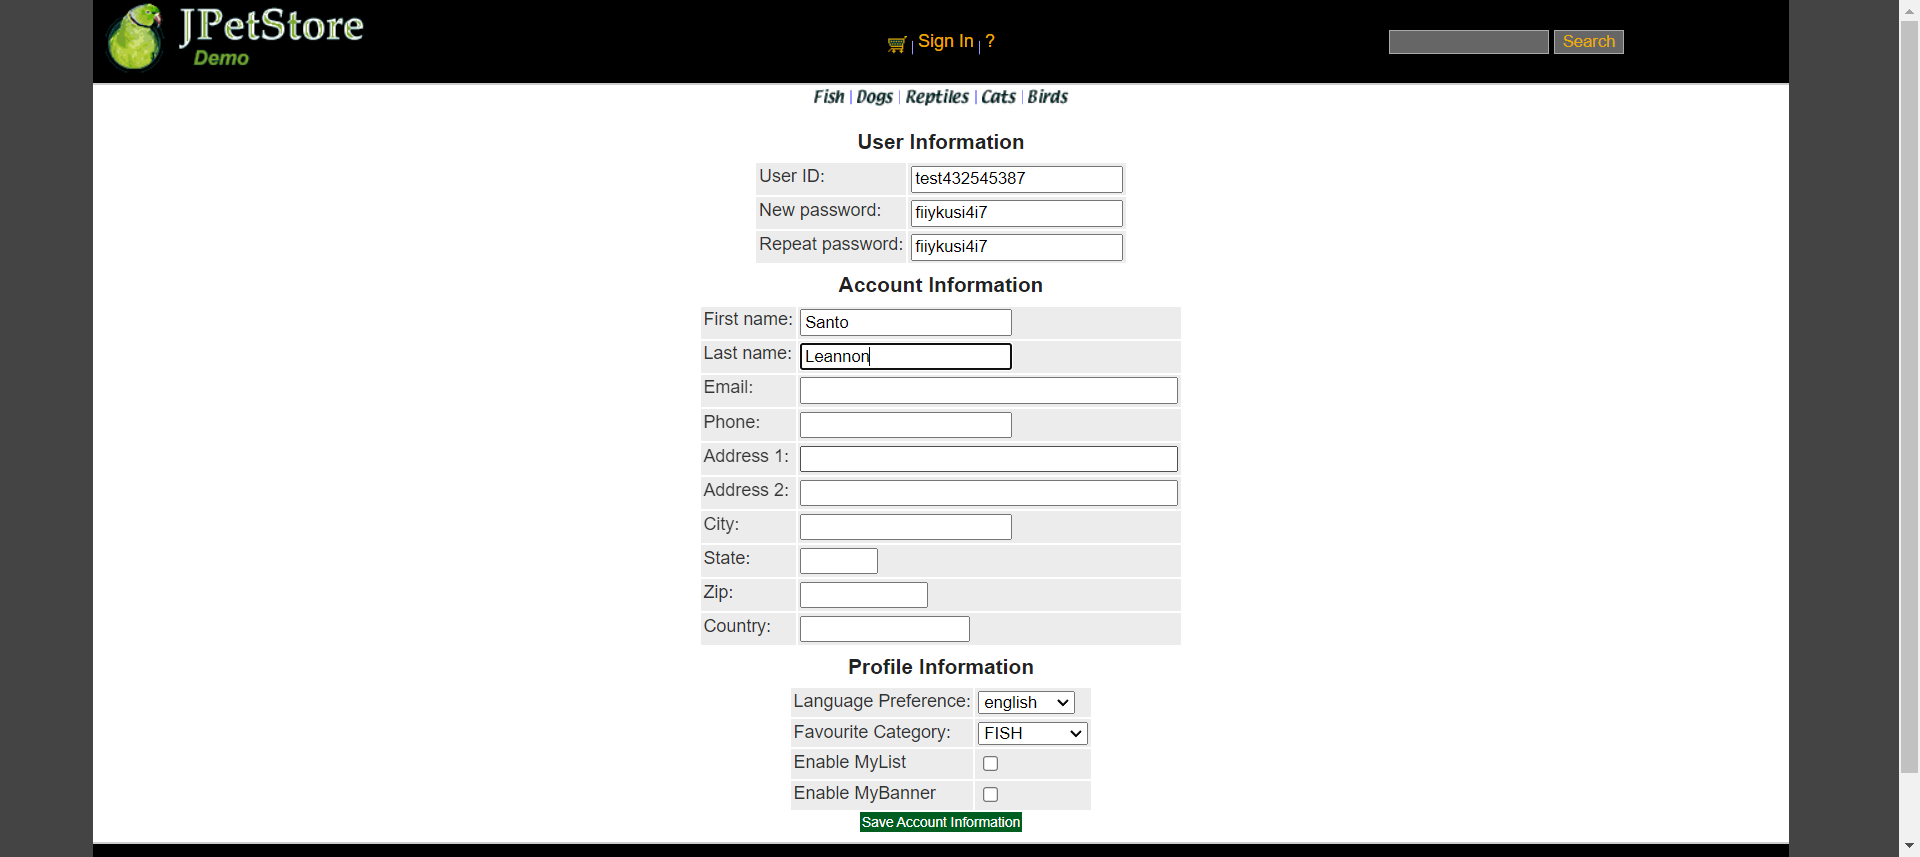 JPetStore
Demo
Sign In ?
Search
Fish Dogs Reptiles Cats Birds
User Information
User ID: test432545387
New password: fiiykusi4i7
Repeat password: fiiykusi4i7
Account Information
First name: Santo
Last name: Leannon
Email:
Phone:
Address 1:
Address 2:
City:
State:
Zip:
Country:
Profile Information
Language Preference: english
Favourite Category: FISH
Enable MyList
Enable MyBanner
Save Account Information